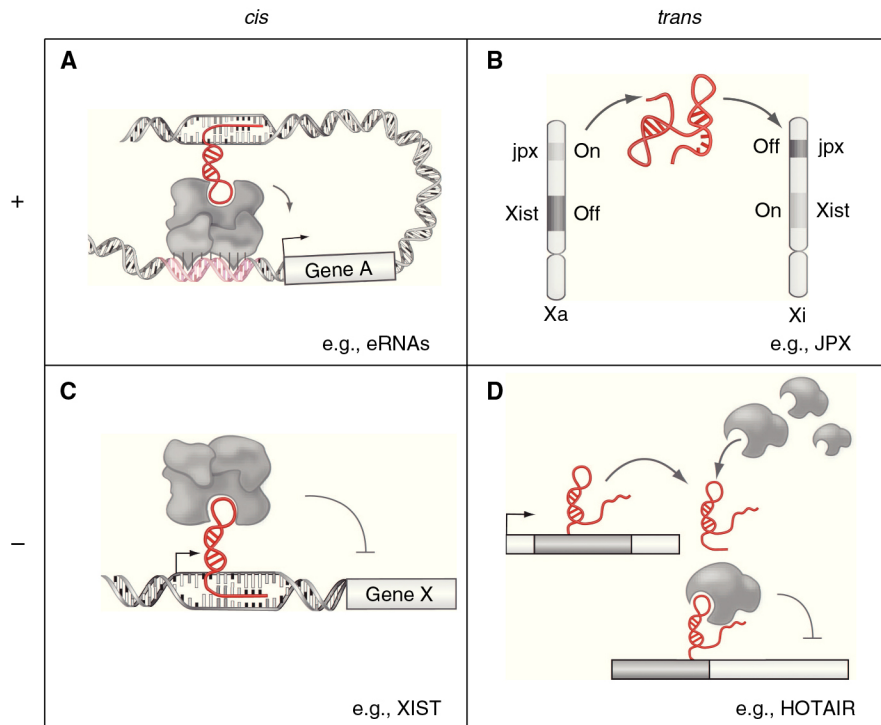 cis trans
+
A
Gene A
e.g., eRNAs
B
jpx On Off jpx
Xist Off On Xist
Xa Xi
e.g., JPX
–
C
Gene X
e.g., XIST
D
e.g., HOTAIR